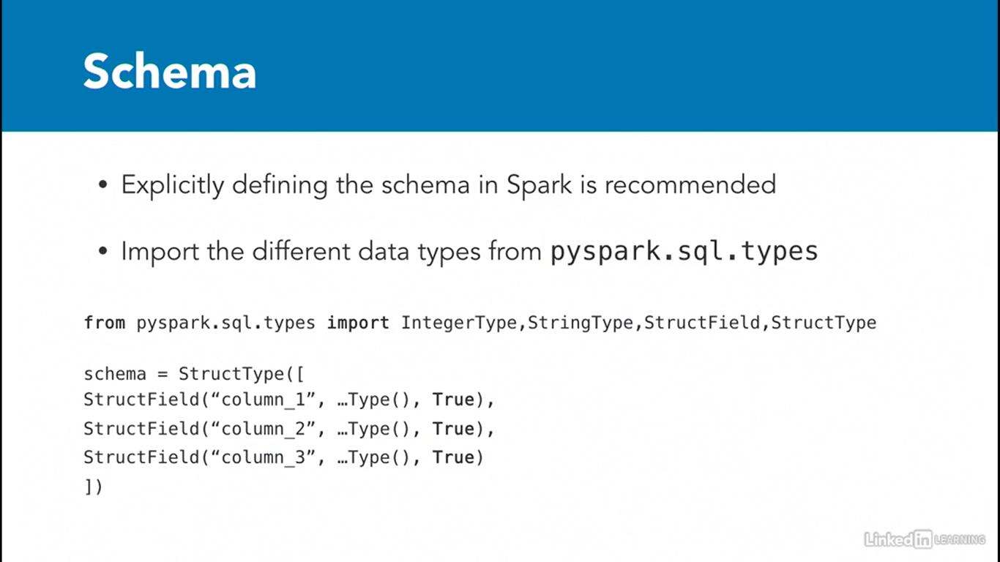 Schema
• Explicitly defining the schema in Spark is recommended
• Import the different data types from pyspark.sql.types
from pyspark.sql.types import IntegerType,StringType,StructField,StructType
schema = StructType([
StructField(“column_1”, …Type(), True),
StructField(“column_2”, …Type(), True),
StructField(“column_3”, …Type(), True)
])
Linked in LEARNING